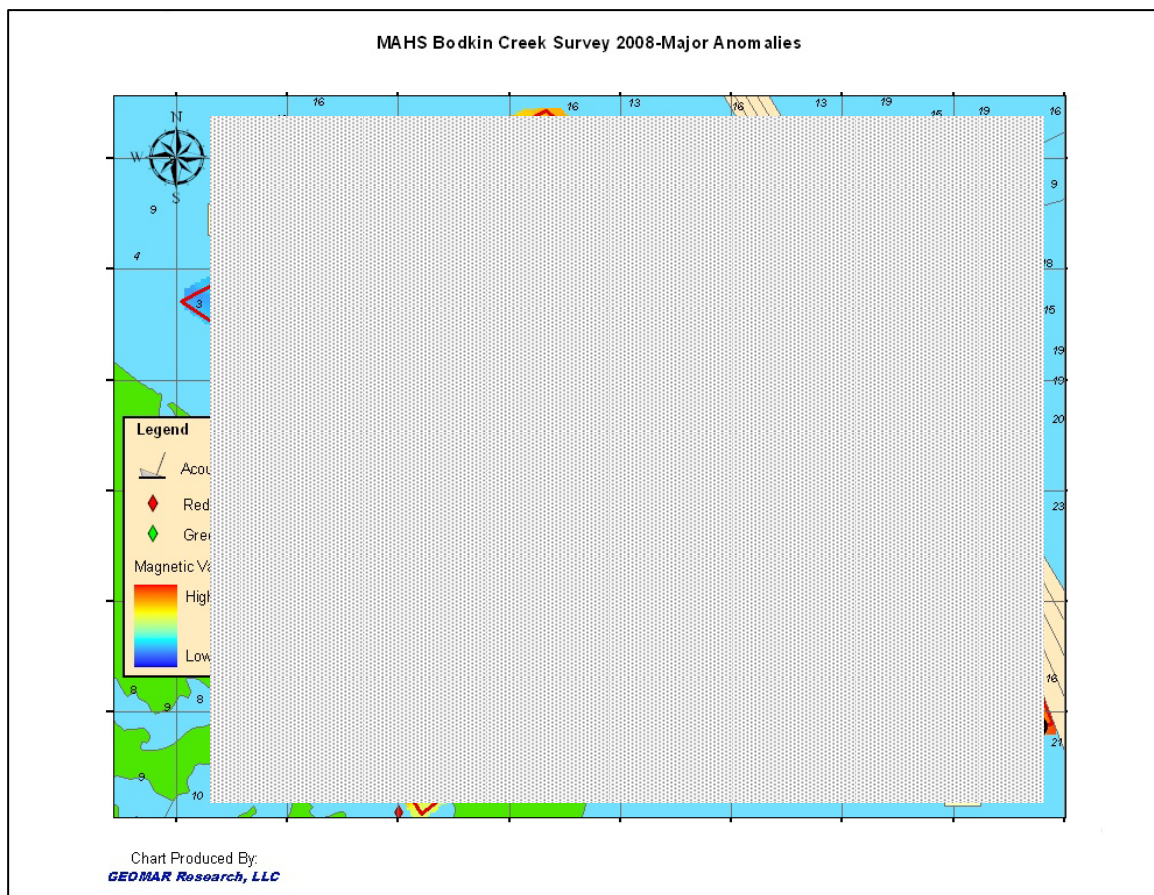 MAHS Bodkin Creek Survey 2008-Major Anomalies
16
16
13
16
13
19
15
19
16
N
W
S
9
9
4
18
3
15
19
19
20
Legend
Acou
Red
Gree
23
Magnetic Va
High
Low
8
8
9
16
21
9
10
Chart Produced By:
GEOMAR Research, LLC